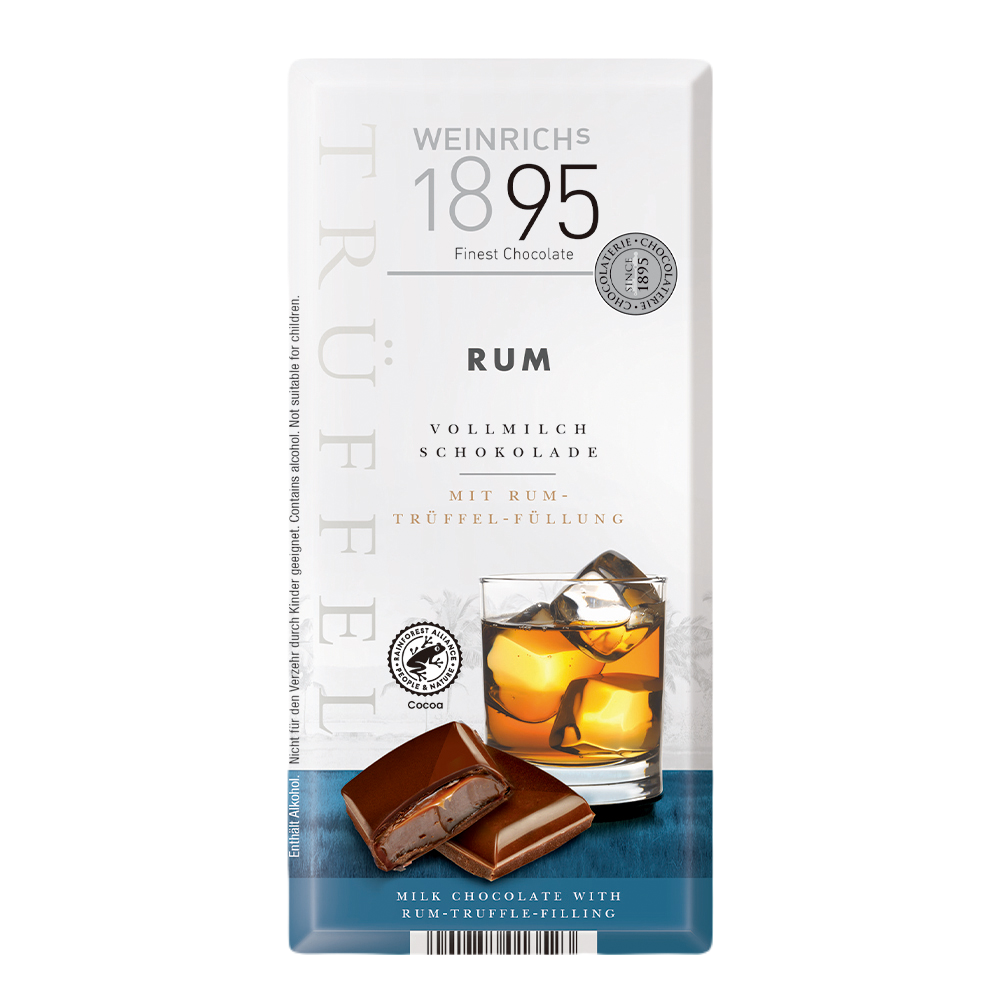 WEINRICHS
1895
Finest Chocolate
CHOCOLATERIE • CHOCOLATERIE •
SINCE
1895
TRÜFFEL
RUM
VOLLMILCH
SCHOKOLADE
MIT RUM-
TRÜFFEL-FÜLLUNG
Enthält Alkohol. Nicht für den Verzehr durch Kinder geeignet. Contains alcohol. Not suitable for children.
RAINFOREST ALLIANCE
PEOPLE & NATURE
Cocoa
MILK CHOCOLATE WITH
RUM-TRUFFLE-FILLING